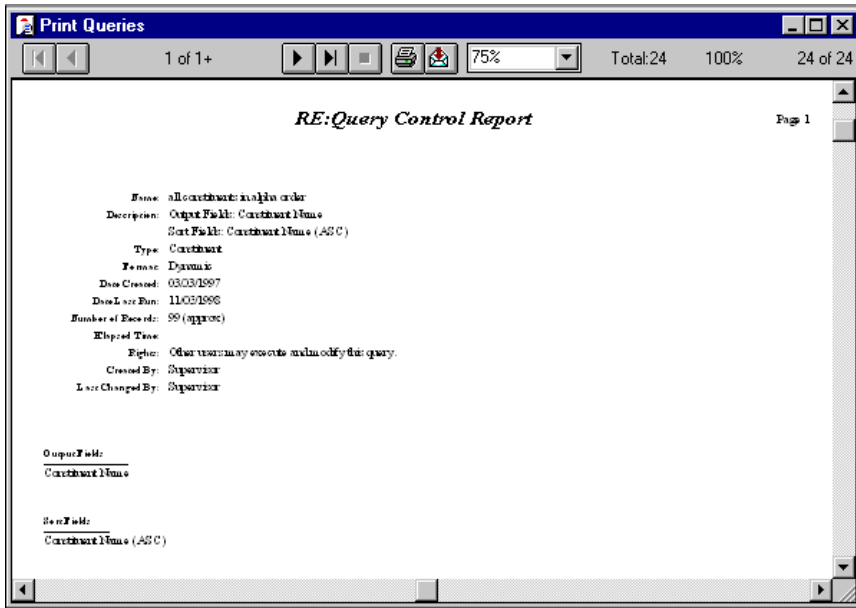 Print Queries
1 of 1+ 75% Total:24 100% 24 of 24
RE:Query Control Report Page 1
Name: all constituents in alpha order
Description: Output Fields: Constituent Name
Sort Fields: Constituent Name (ASC)
Type: Constituent
Format: Dynamic
Date Created: 03/03/1997
Date Last Run: 11/03/1998
Number of Records: 99 (approx)
Elapsed Time:
Rights: Other users may execute and modify this query.
Created By: Supervisor
Last Changed By: Supervisor
Output Fields
Constituent Name
Sort Fields
Constituent Name (ASC)